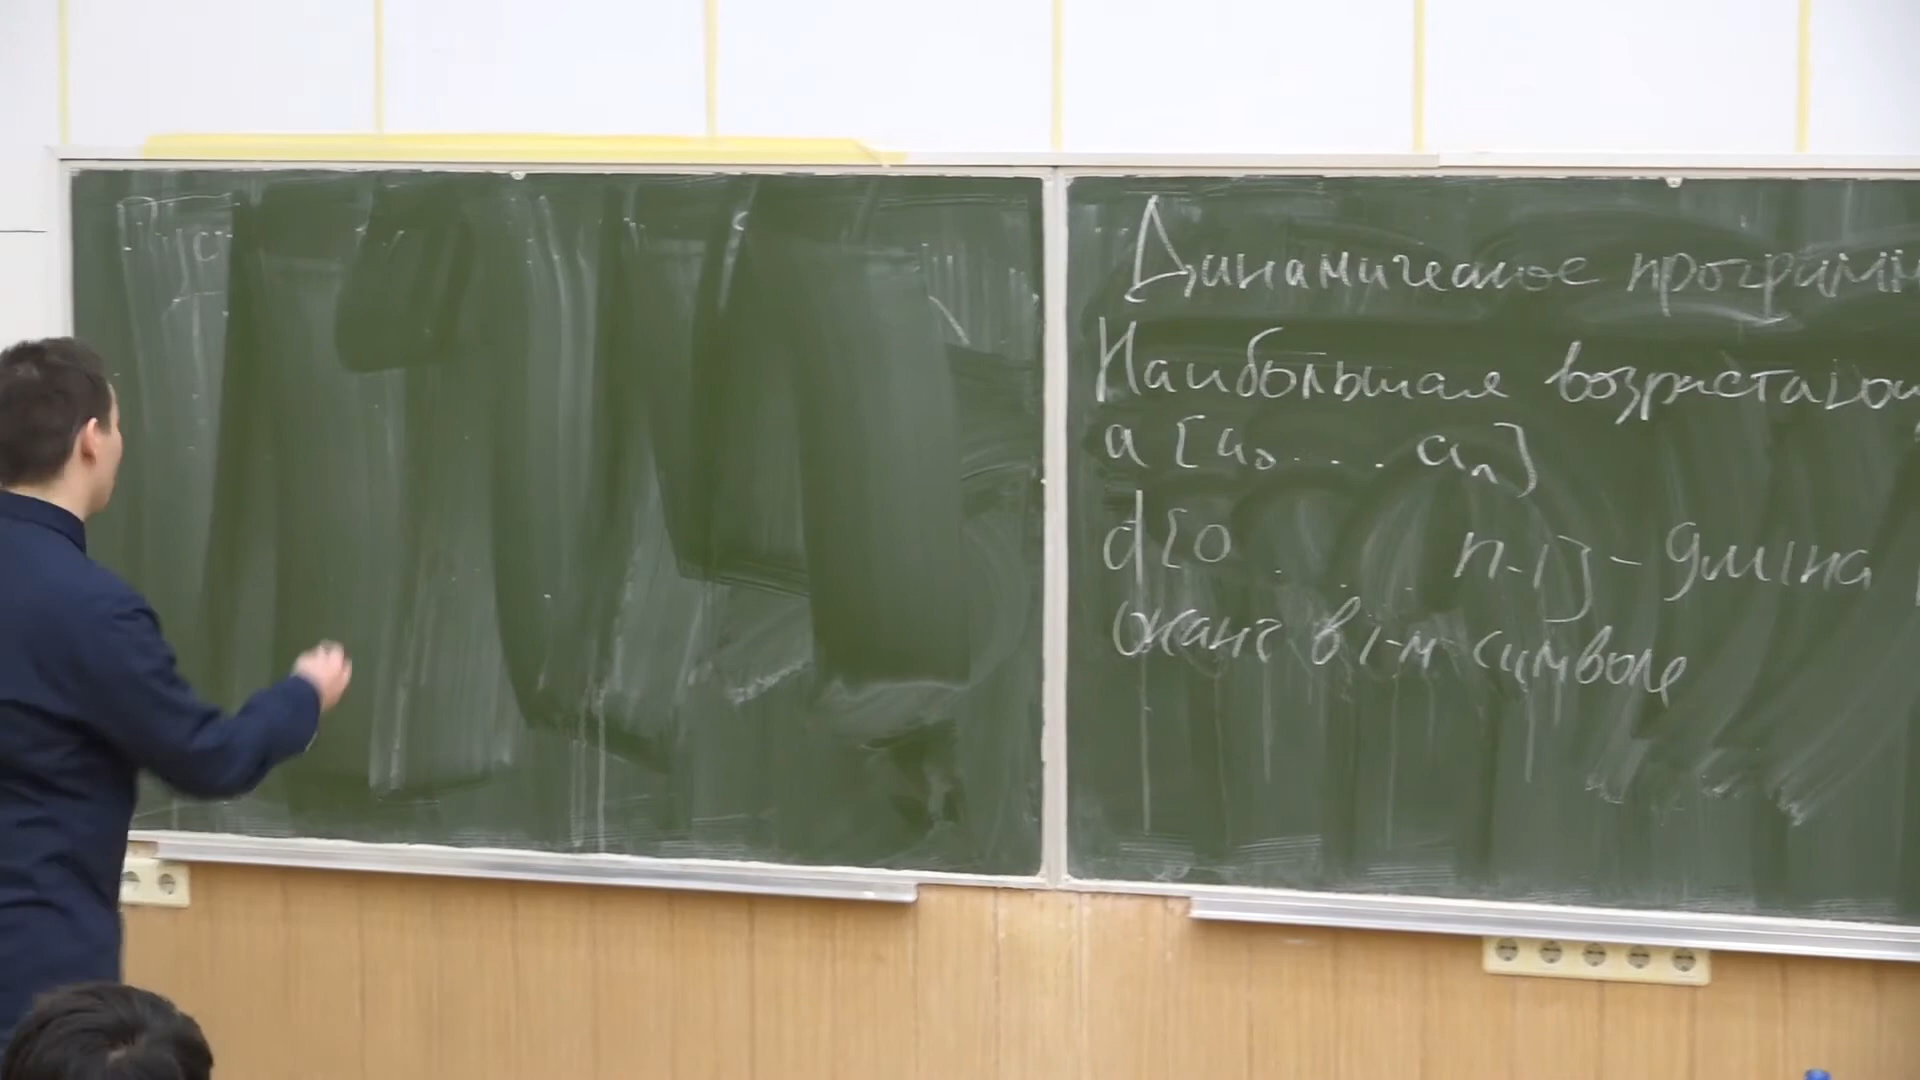 Динамическое программ
Наибольшая возрастающ
a [a₀ . . . aₙ]
d[0 . . . n-1] - длина
оканч в i-м символе